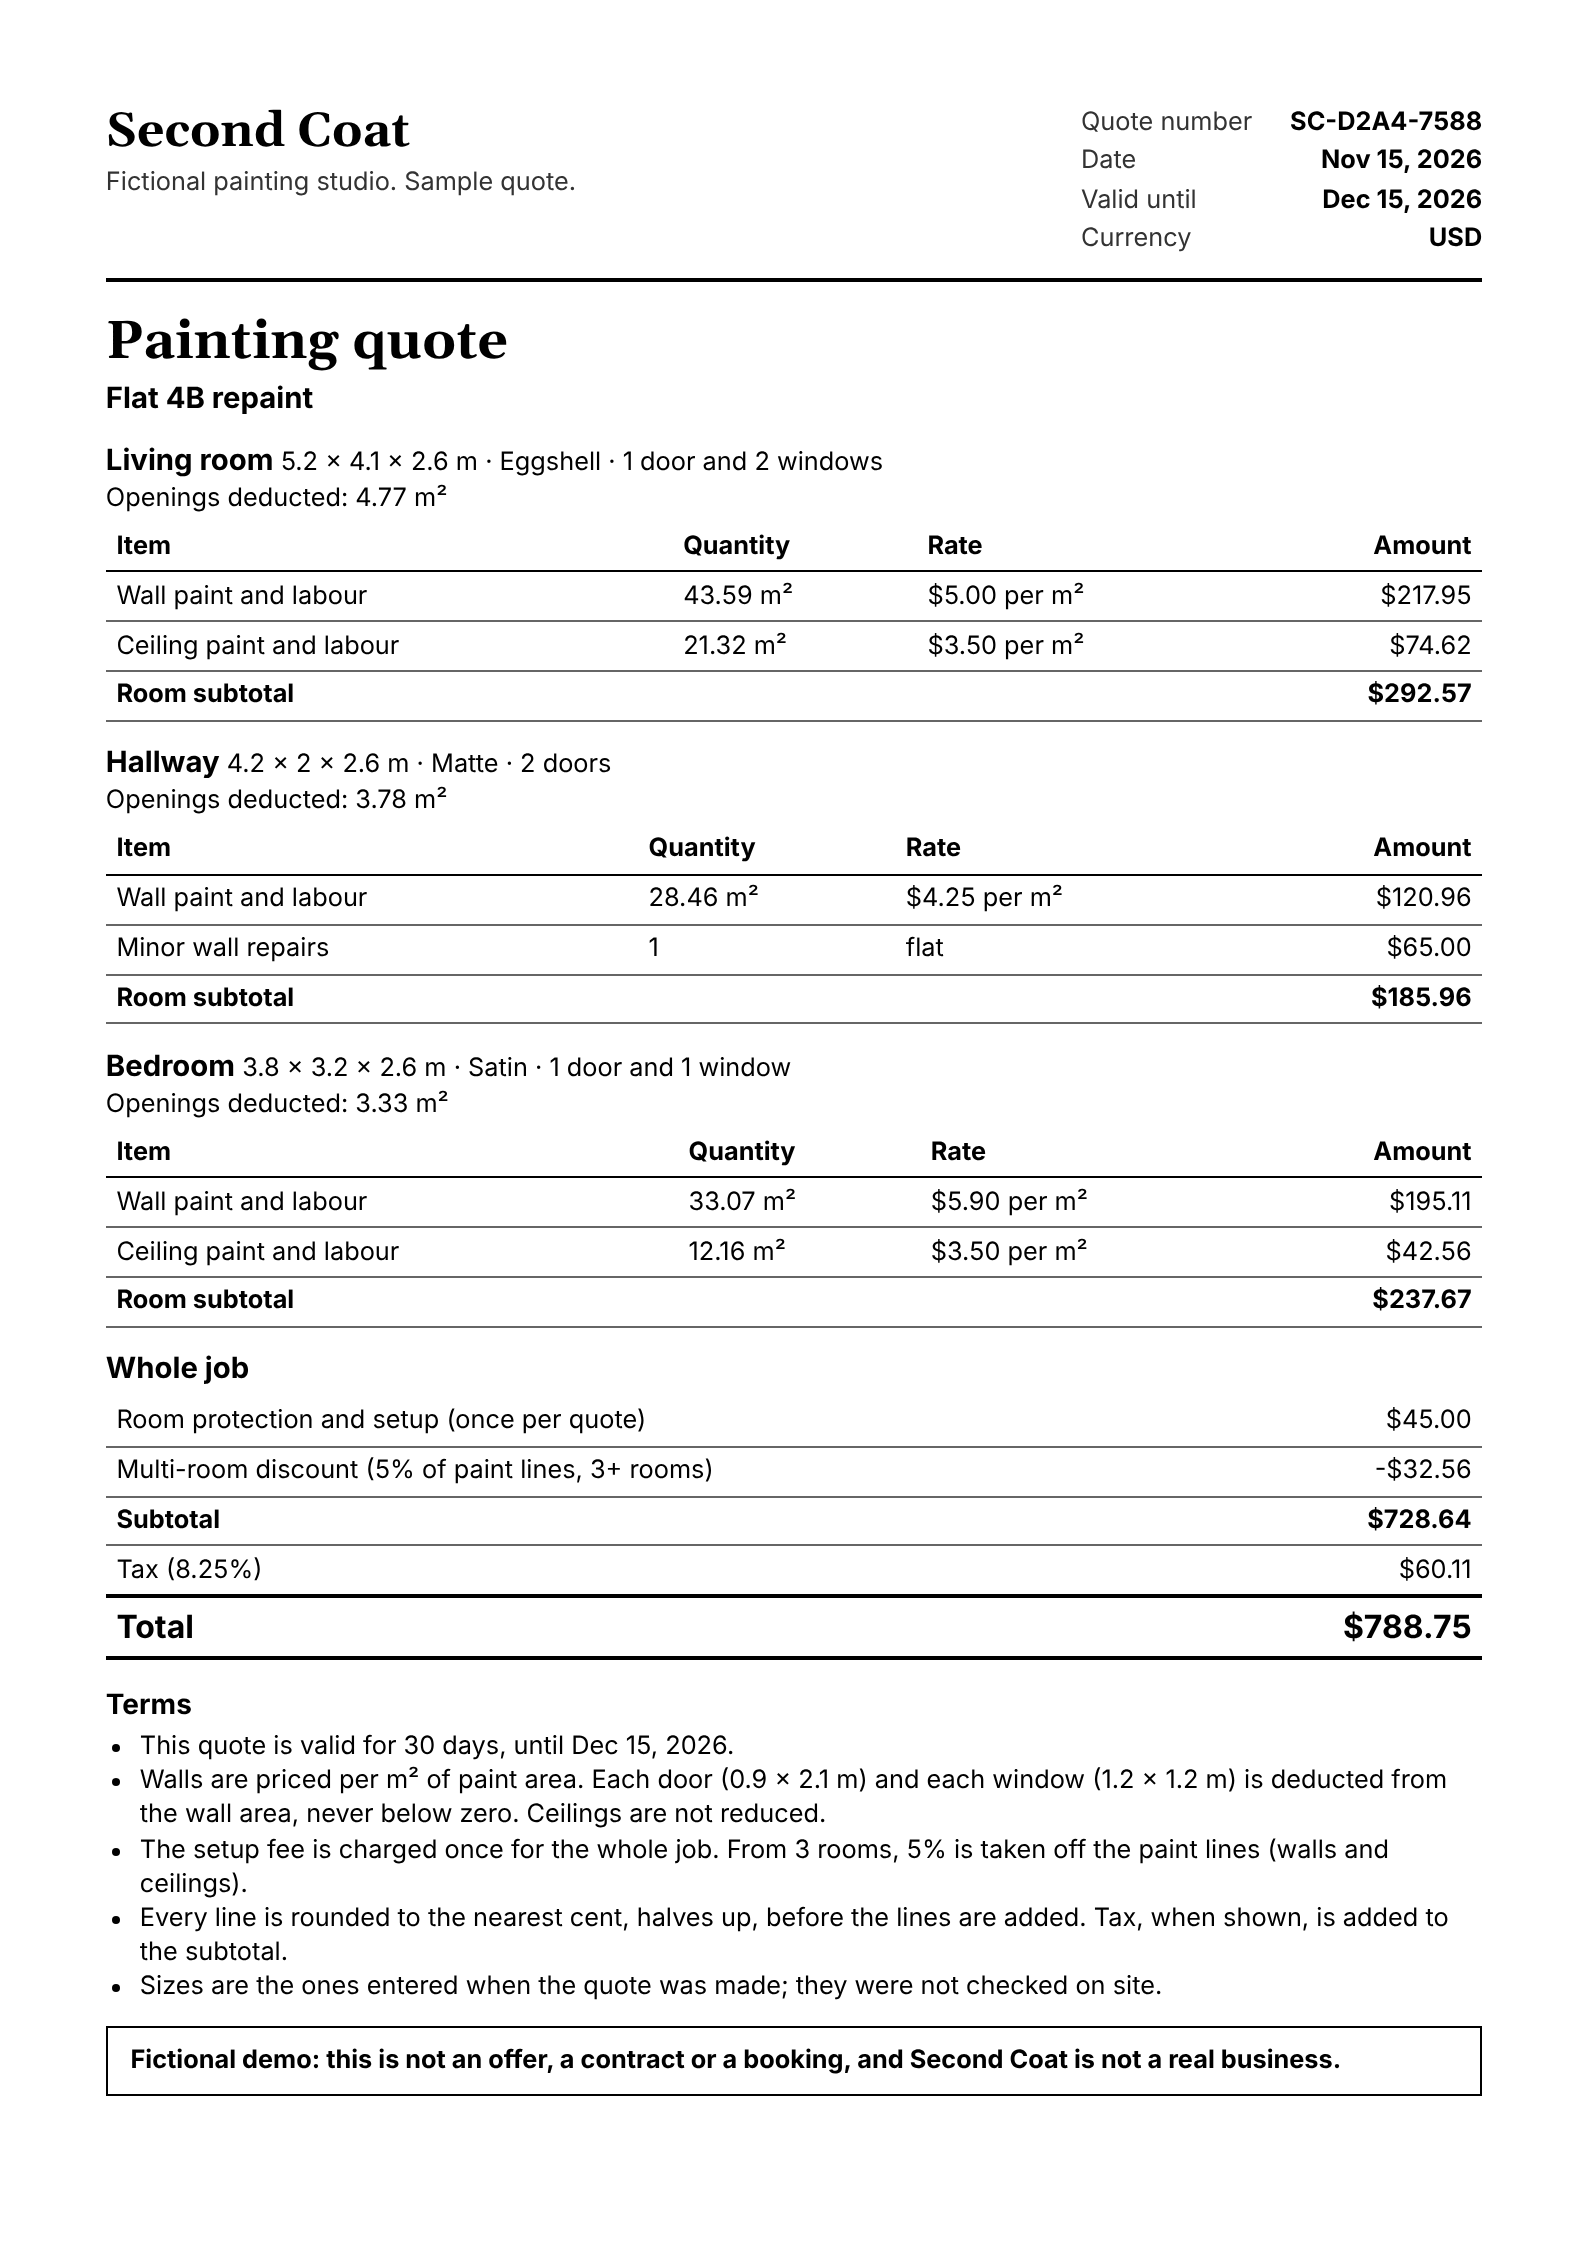 Second Coat
Fictional painting studio. Sample quote.
Quote number SC-D2A4-7588
Date Nov 15, 2026
Valid until Dec 15, 2026
Currency USD
Painting quote
Flat 4B repaint
Living room 5.2 × 4.1 × 2.6 m · Eggshell · 1 door and 2 windows
Openings deducted: 4.77 m²
Item Quantity Rate Amount
Wall paint and labour 43.59 m² $5.00 per m² $217.95
Ceiling paint and labour 21.32 m² $3.50 per m² $74.62
Room subtotal $292.57
Hallway 4.2 × 2 × 2.6 m · Matte · 2 doors
Openings deducted: 3.78 m²
Item Quantity Rate Amount
Wall paint and labour 28.46 m² $4.25 per m² $120.96
Minor wall repairs 1 flat $65.00
Room subtotal $185.96
Bedroom 3.8 × 3.2 × 2.6 m · Satin · 1 door and 1 window
Openings deducted: 3.33 m²
Item Quantity Rate Amount
Wall paint and labour 33.07 m² $5.90 per m² $195.11
Ceiling paint and labour 12.16 m² $3.50 per m² $42.56
Room subtotal $237.67
Whole job
Room protection and setup (once per quote) $45.00
Multi-room discount (5% of paint lines, 3+ rooms) -$32.56
Subtotal $728.64
Tax (8.25%) $60.11
Total $788.75
Terms
• This quote is valid for 30 days, until Dec 15, 2026.
• Walls are priced per m² of paint area. Each door (0.9 × 2.1 m) and each window (1.2 × 1.2 m) is deducted from
the wall area, never below zero. Ceilings are not reduced.
• The setup fee is charged once for the whole job. From 3 rooms, 5% is taken off the paint lines (walls and
ceilings).
• Every line is rounded to the nearest cent, halves up, before the lines are added. Tax, when shown, is added to
the subtotal.
• Sizes are the ones entered when the quote was made; they were not checked on site.
Fictional demo: this is not an offer, a contract or a booking, and Second Coat is not a real business.